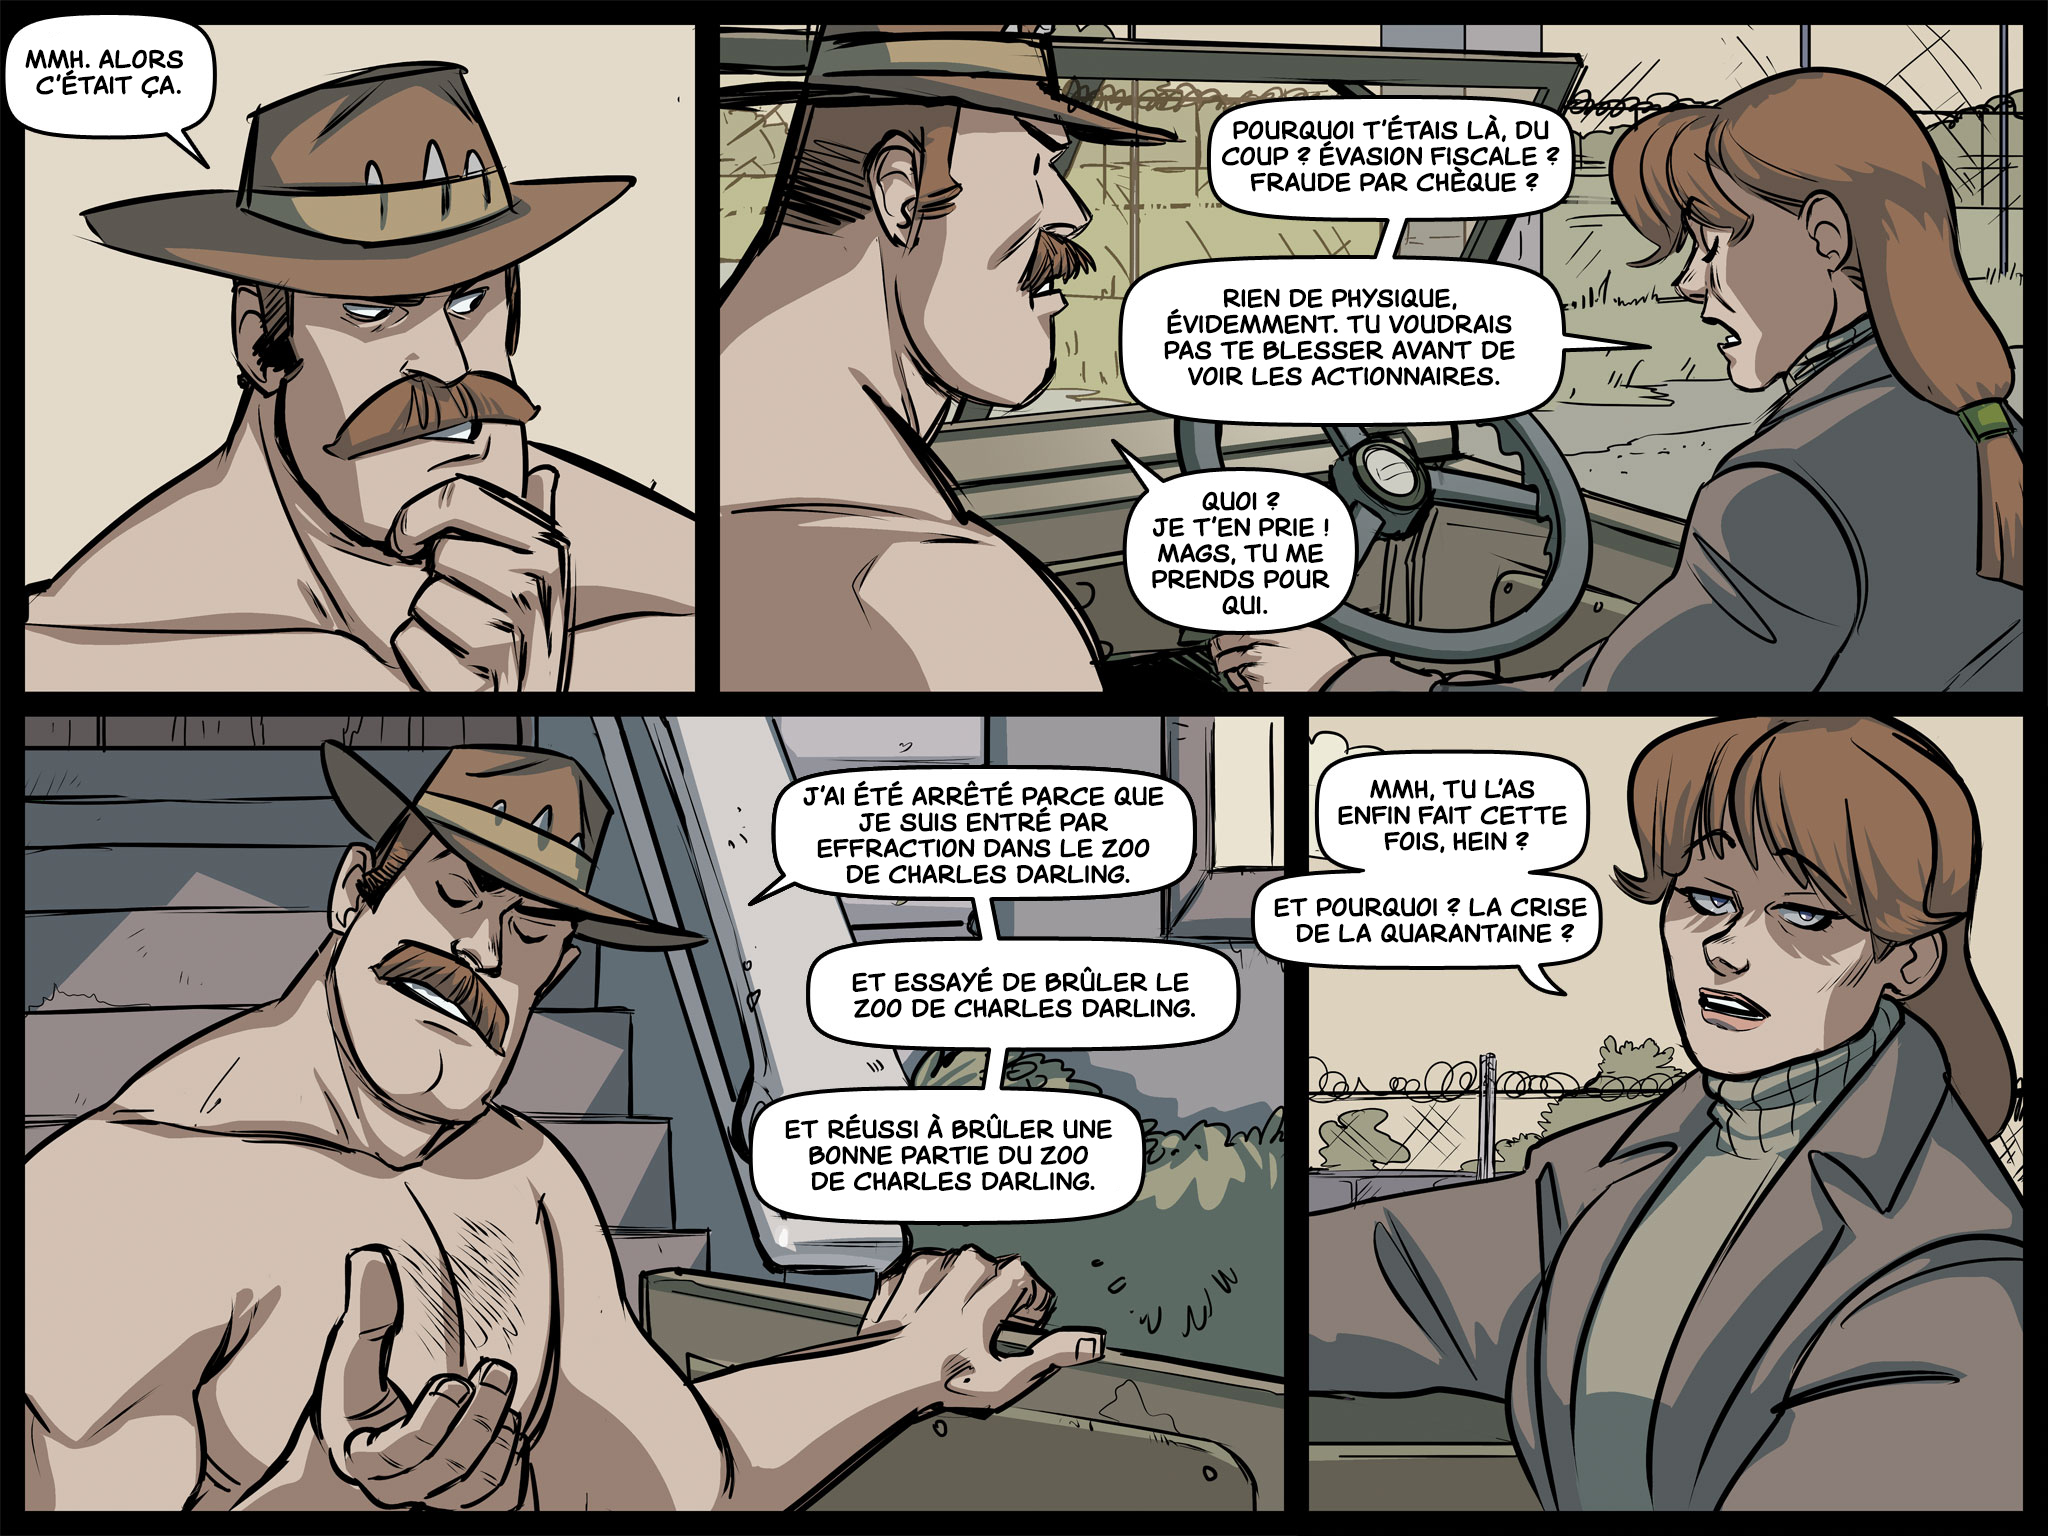 MMH. ALORS
C'ÉTAIT ÇA.
POURQUOI T'ÉTAIS LÀ, DU
COUP ? ÉVASION FISCALE ?
FRAUDE PAR CHÈQUE ?
RIEN DE PHYSIQUE,
ÉVIDEMMENT. TU VOUDRAIS
PAS TE BLESSER AVANT DE
VOIR LES ACTIONNAIRES.
QUOI ?
JE T'EN PRIE !
MAGS, TU ME
PRENDS POUR
QUI.
J'AI ÉTÉ ARRÊTÉ PARCE QUE
JE SUIS ENTRÉ PAR
EFFRACTION DANS LE ZOO
DE CHARLES DARLING.
ET ESSAYÉ DE BRÛLER LE
ZOO DE CHARLES DARLING.
ET RÉUSSI À BRÛLER UNE
BONNE PARTIE DU ZOO
DE CHARLES DARLING.
MMH, TU L'AS
ENFIN FAIT CETTE
FOIS, HEIN ?
ET POURQUOI ? LA CRISE
DE LA QUARANTAINE ?